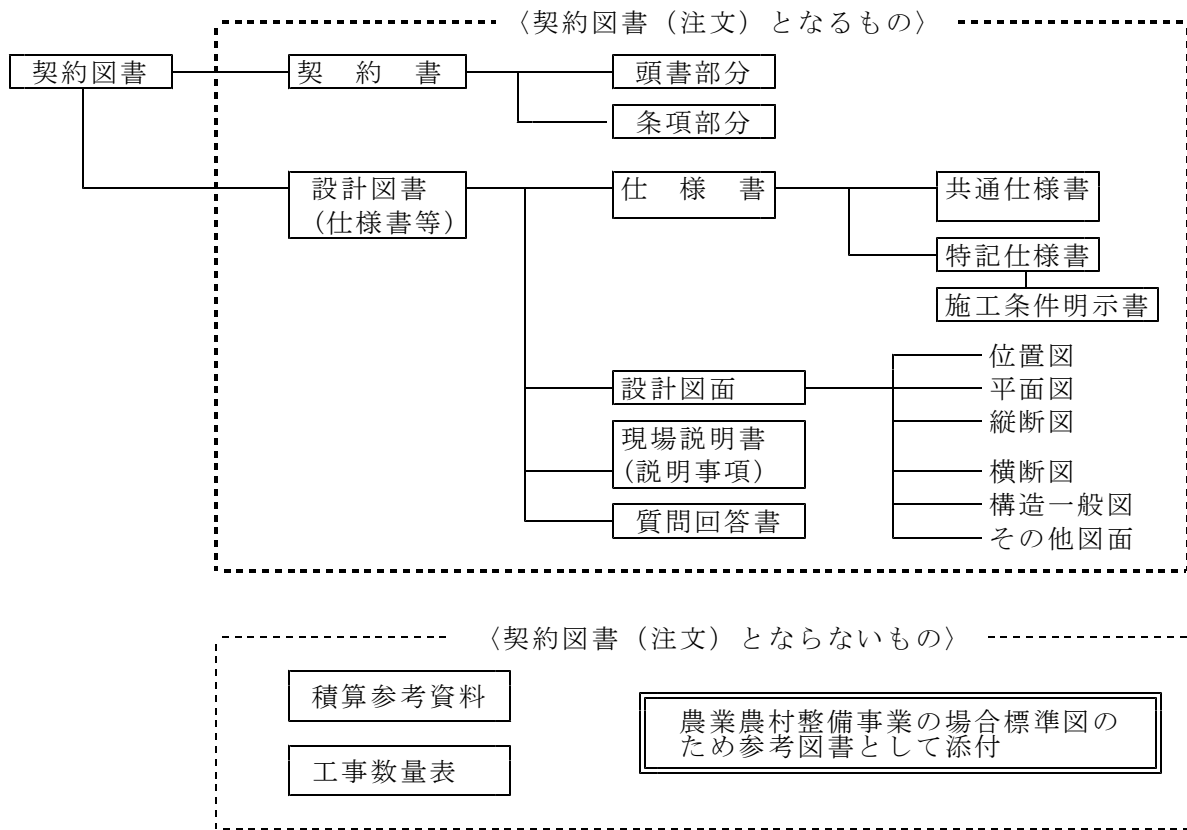 〈契約図書（注文）となるもの〉
契約図書
契　約　書
頭書部分
条項部分
設計図書
（仕様書等）
仕　様　書
共通仕様書
特記仕様書
施工条件明示書
設計図面
位置図
平面図
縦断図
横断図
構造一般図
その他図面
現場説明書
（説明事項）
質問回答書
〈契約図書（注文）とならないもの〉
積算参考資料
工事数量表
農業農村整備事業の場合標準図の
ため参考図書として添付